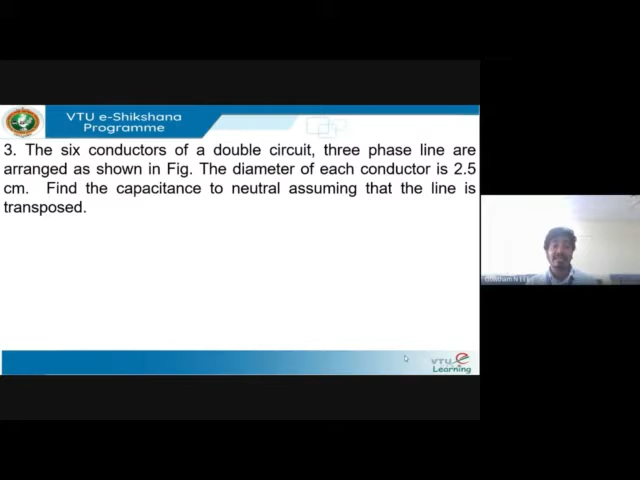 VTU e-Shikshana
Programme
3. The six conductors of a double circuit, three phase line are
arranged as shown in Fig. The diameter of each conductor is 2.5
cm. Find the capacitance to neutral assuming that the line is
transposed.
VTU e
Learning